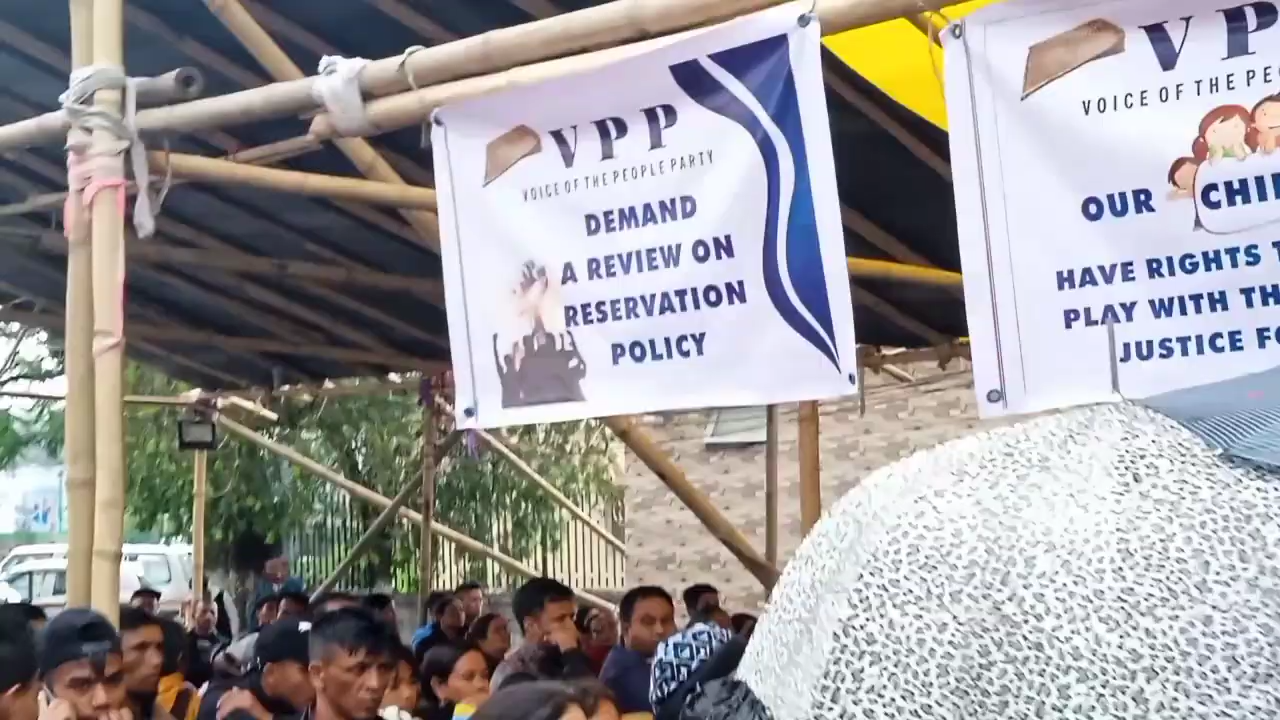 VPP
VOICE OF THE PEOPLE PARTY
DEMAND
A REVIEW ON
RESERVATION
POLICY
VP
VOICE OF THE
OUR
HAVE RIGHTS
PLAY WITH
JUSTICE